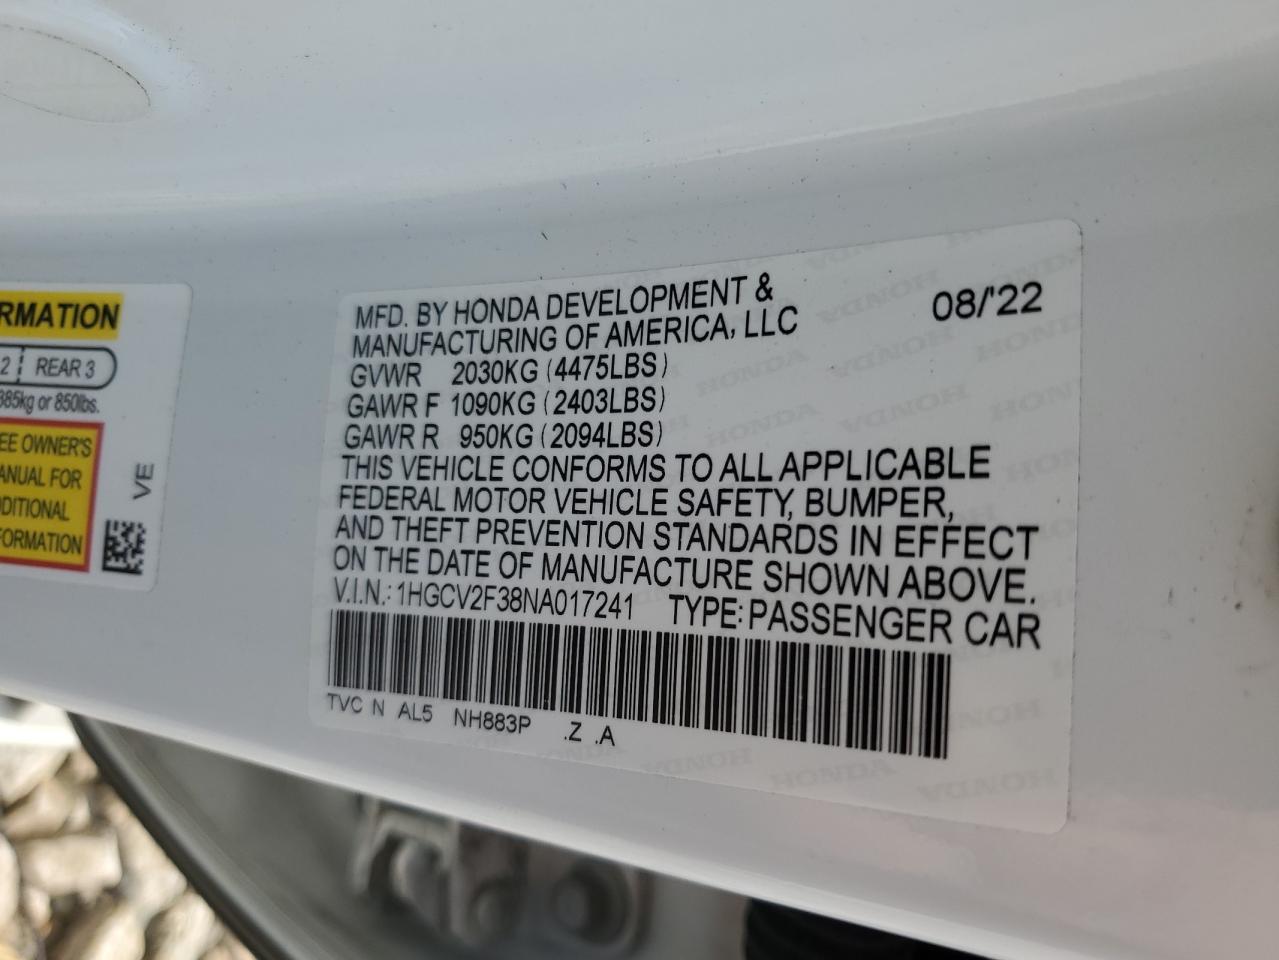 RMATION
2 REAR 3
385kg or 850lbs.
EE OWNER'S
ANUAL FOR
DDITIONAL
FORMATION
VE
MFD. BY HONDA DEVELOPMENT &
MANUFACTURING OF AMERICA, LLC
08/'22
GVWR 2030KG (4475LBS)
GAWR F 1090KG (2403LBS)
GAWR R 950KG (2094LBS)
THIS VEHICLE CONFORMS TO ALL APPLICABLE
FEDERAL MOTOR VEHICLE SAFETY, BUMPER,
AND THEFT PREVENTION STANDARDS IN EFFECT
ON THE DATE OF MANUFACTURE SHOWN ABOVE.
V.I.N.: 1HGCV2F38NA017241 TYPE: PASSENGER CAR
TVC N AL5 NH883P .Z .A